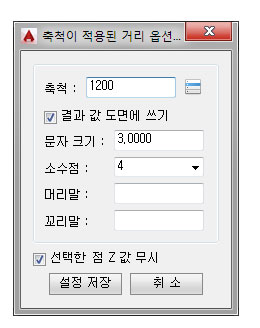 축척이 적용된 거리 옵션...
축척 : 1200
결과 값 도면에 쓰기
문자 크기 : 3,0000
소수점 : 4
머리말 :
꼬리말 :
선택한 점 Z 값 무시
설정 저장 취 소